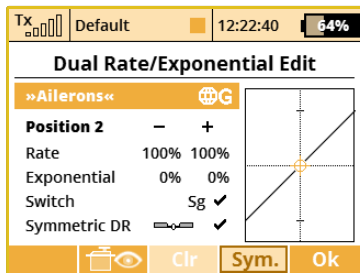 Tx Default 12:22:40 64%
Dual Rate/Exponential Edit
»Ailerons« G
Position 2 – +
Rate 100% 100%
Exponential 0% 0%
Switch Sg ✔
Symmetric DR ✔
Clr Sym. Ok